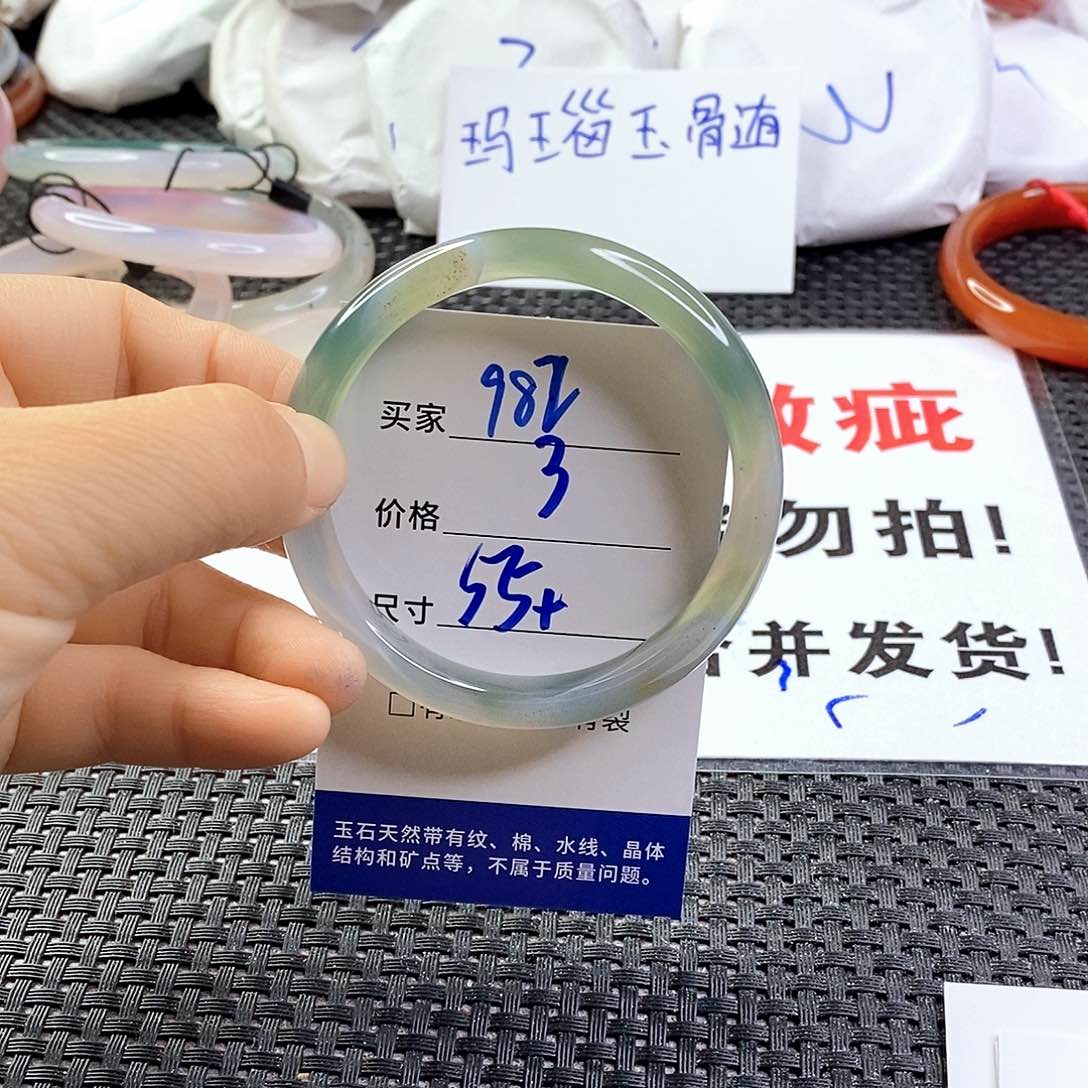 玛瑙玉骨髓
买家 98
3
价格
尺寸 55+
疵
勿拍!
并发货!
玉石天然带有纹、棉、水线、晶体
结构和矿点等，不属于质量问题。